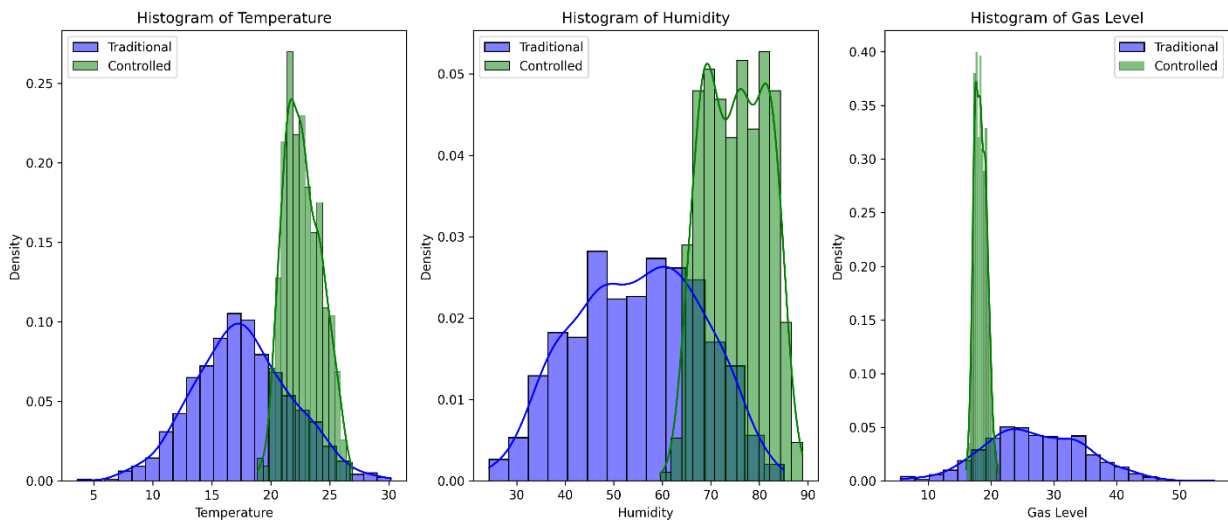 Histogram of Temperature
Traditional
Controlled
0.25
0.20
0.15
0.10
0.05
0.00
Density
5 10 15 20 25 30
Temperature
Histogram of Humidity
Traditional
Controlled
0.05
0.04
0.03
0.02
0.01
0.00
Density
30 40 50 60 70 80 90
Humidity
Histogram of Gas Level
Traditional
Controlled
0.40
0.35
0.30
0.25
0.20
0.15
0.10
0.05
0.00
Density
10 20 30 40 50
Gas Level